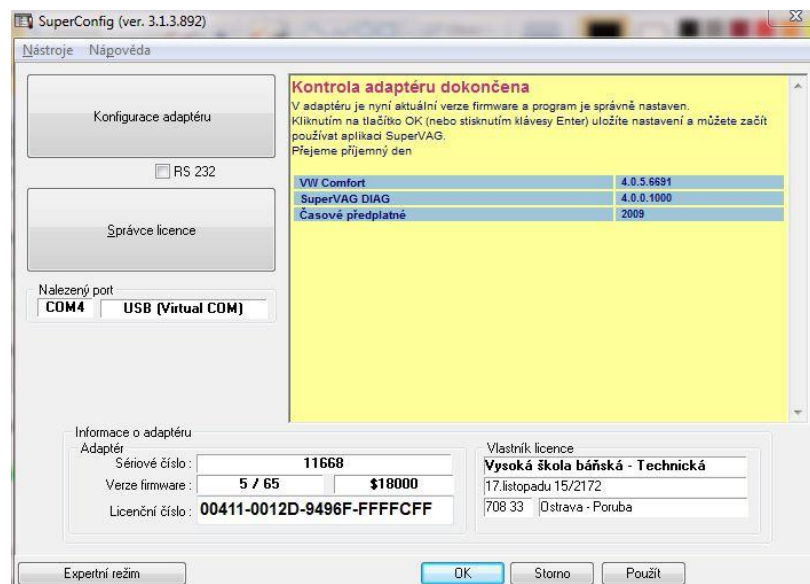 SuperConfig (ver. 3.1.3.892)
Nástroje Nápověda
Konfigurace adaptéru
RS 232
Správce licence
Nalezený port
COM4 USB (Virtual COM)
Kontrola adaptéru dokončena
V adaptéru je nyní aktuální verze firmware a program je správně nastaven.
Kliknutím na tlačítko OK (nebo stisknutím klávesy Enter) uložíte nastavení a můžete začít
používat aplikaci SuperVAG.
Přejeme příjemný den
VW Comfort 4.0.5.6691
SuperVAG DIAG 4.0.0.1000
Časové předplatné 2009
Informace o adaptéru
Adaptér
Sériové číslo : 11668
Verze firmware : 5 / 65 $18000
Licenční číslo : 00411-0012D-9496F-FFFFCFF
Vlastník licence
Vysoká škola báňská - Technická
17.listopadu 15/2172
708 33 Ostrava - Poruba
Expertní režim OK Storno Použít